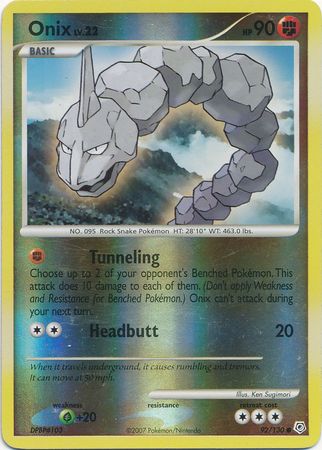 Onix LV.22 HP 90
BASIC
NO. 095 Rock Snake Pokémon HT: 28'10" WT: 463.0 lbs.
Tunneling
Choose up to 2 of your opponent's Benched Pokémon. This
attack does 10 damage to each of them. (Don't apply Weakness
and Resistance for Benched Pokémon.) Onix can't attack during
your next turn.
Headbutt 20
When it travels underground, it causes rumbling and tremors.
It can move at 50 mph.
Illus. Ken Sugimori
weakness resistance retreat cost
+20
DPBP#103 ©2007 Pokémon/Nintendo 92/130